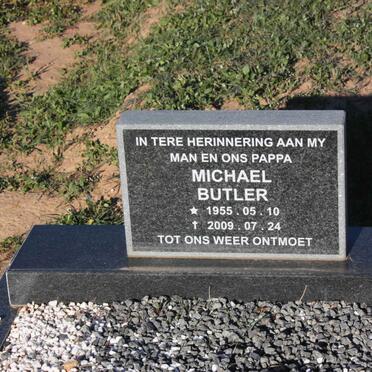 IN TERE HERINNERING AAN MY
MAN EN ONS PAPPA
MICHAEL
BUTLER
★ 1955 . 05 . 10
† 2009 . 07 . 24
TOT ONS WEER ONTMOET